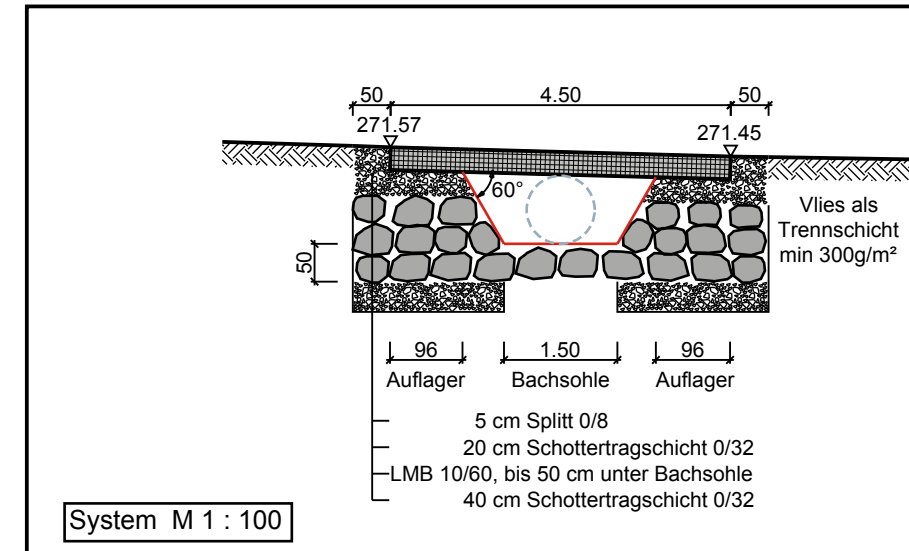 50 4.50 50
271.57 271.45
60°
Vlies als
Trennschicht
min 300g/m²
50
96 1.50 96
Auflager Bachsohle Auflager
5 cm Splitt 0/8
20 cm Schottertragschicht 0/32
LMB 10/60, bis 50 cm unter Bachsohle
40 cm Schottertragschicht 0/32
System M 1 : 100